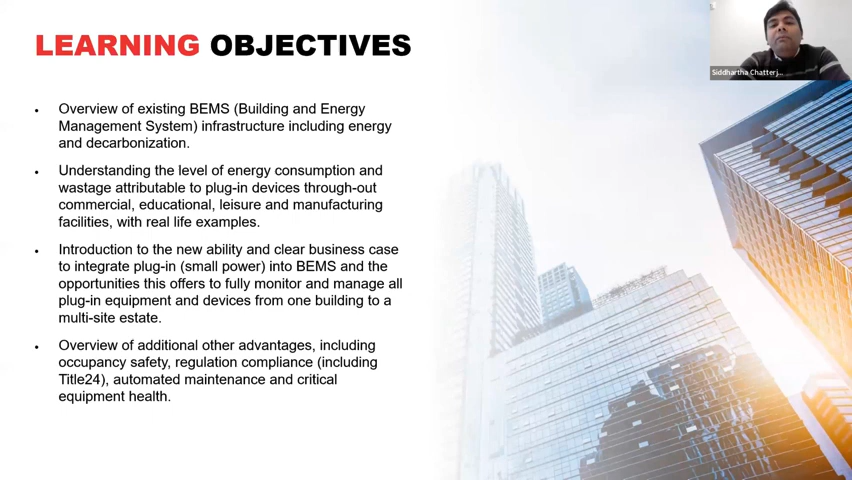 LEARNING OBJECTIVES
Siddhartha Chatterj...
• Overview of existing BEMS (Building and Energy
Management System) infrastructure including energy
and decarbonization.
• Understanding the level of energy consumption and
wastage attributable to plug-in devices through-out
commercial, educational, leisure and manufacturing
facilities, with real life examples.
• Introduction to the new ability and clear business case
to integrate plug-in (small power) into BEMS and the
opportunities this offers to fully monitor and manage all
plug-in equipment and devices from one building to a
multi-site estate.
• Overview of additional other advantages, including
occupancy safety, regulation compliance (including
Title24), automated maintenance and critical
equipment health.